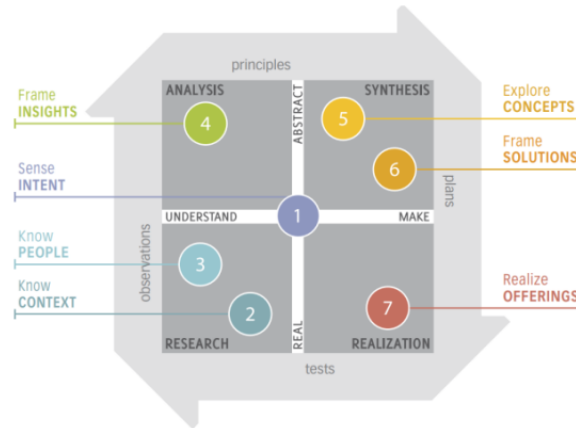 principles
ANALYSIS
ABSTRACT
SYNTHESIS
Frame
INSIGHTS
4
5
Explore
CONCEPTS
6
Frame
SOLUTIONS
Sense
INTENT
plans
UNDERSTAND
1
MAKE
Know
PEOPLE
observations
3
Know
CONTEXT
2
7
Realize
OFFERINGS
RESEARCH
REAL
REALIZATION
tests